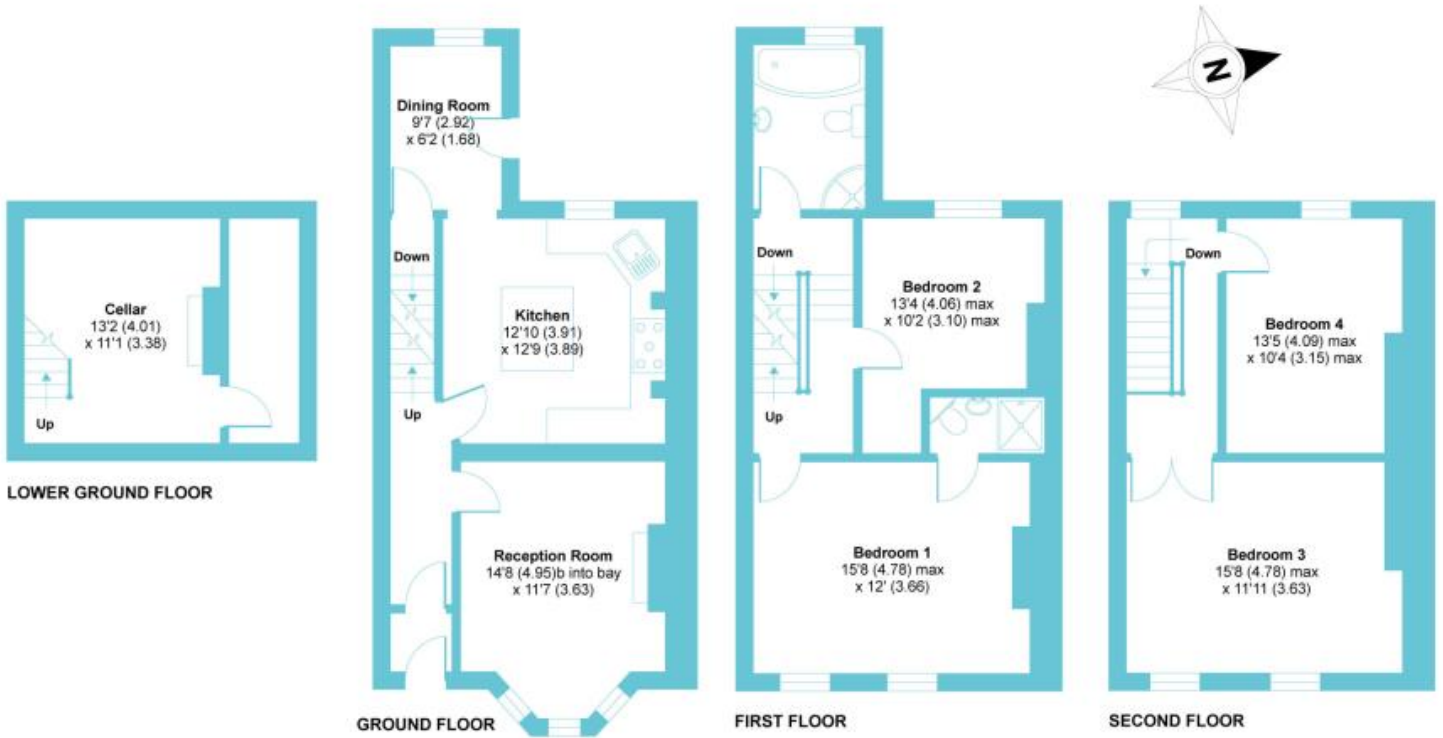 N
Dining Room
9'7 (2.92)
x 6'2 (1.68)
Down
Kitchen
12'10 (3.91)
x 12'9 (3.89)
Up
Reception Room
14'8 (4.95)b into bay
x 11'7 (3.63)
GROUND FLOOR
Cellar
13'2 (4.01)
x 11'1 (3.38)
Up
LOWER GROUND FLOOR
Down
Bedroom 2
13'4 (4.06) max
x 10'2 (3.10) max
Up
Bedroom 1
15'8 (4.78) max
x 12' (3.66)
FIRST FLOOR
Down
Bedroom 4
13'5 (4.09) max
x 10'4 (3.15) max
Bedroom 3
15'8 (4.78) max
x 11'11 (3.63)
SECOND FLOOR